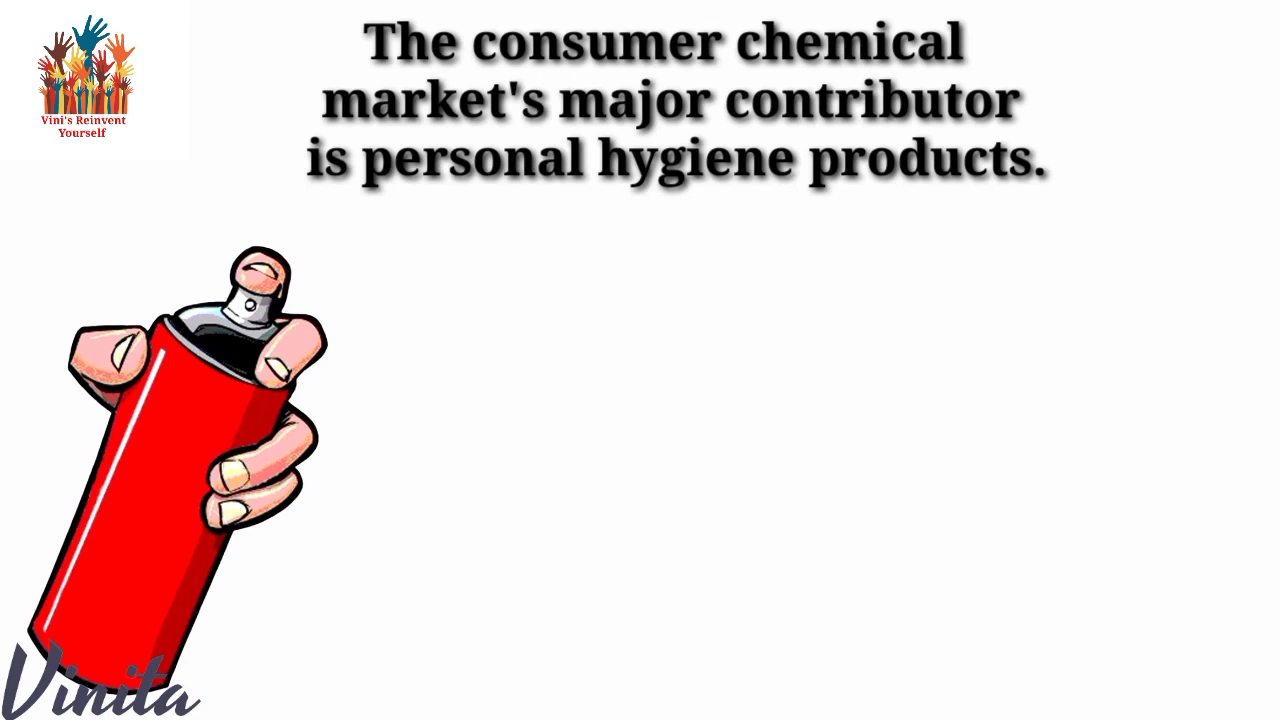 Vini's Reinvent
Yourself
The consumer chemical
market's major contributor
is personal hygiene products.
Vinita